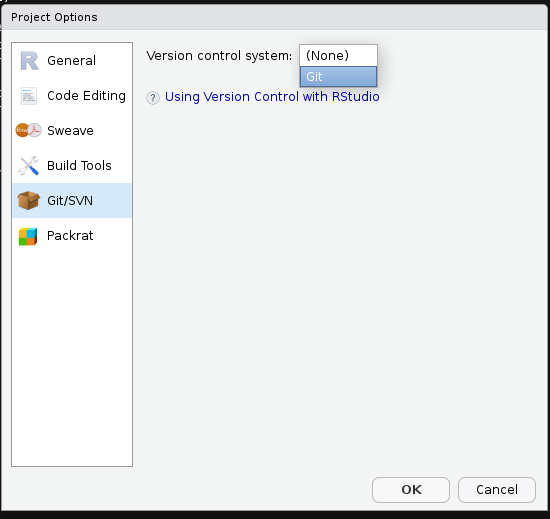 Project Options
General
Code Editing
Sweave
Build Tools
Git/SVN
Packrat
Version control system:
(None)
Git
? Using Version Control with RStudio
OK
Cancel